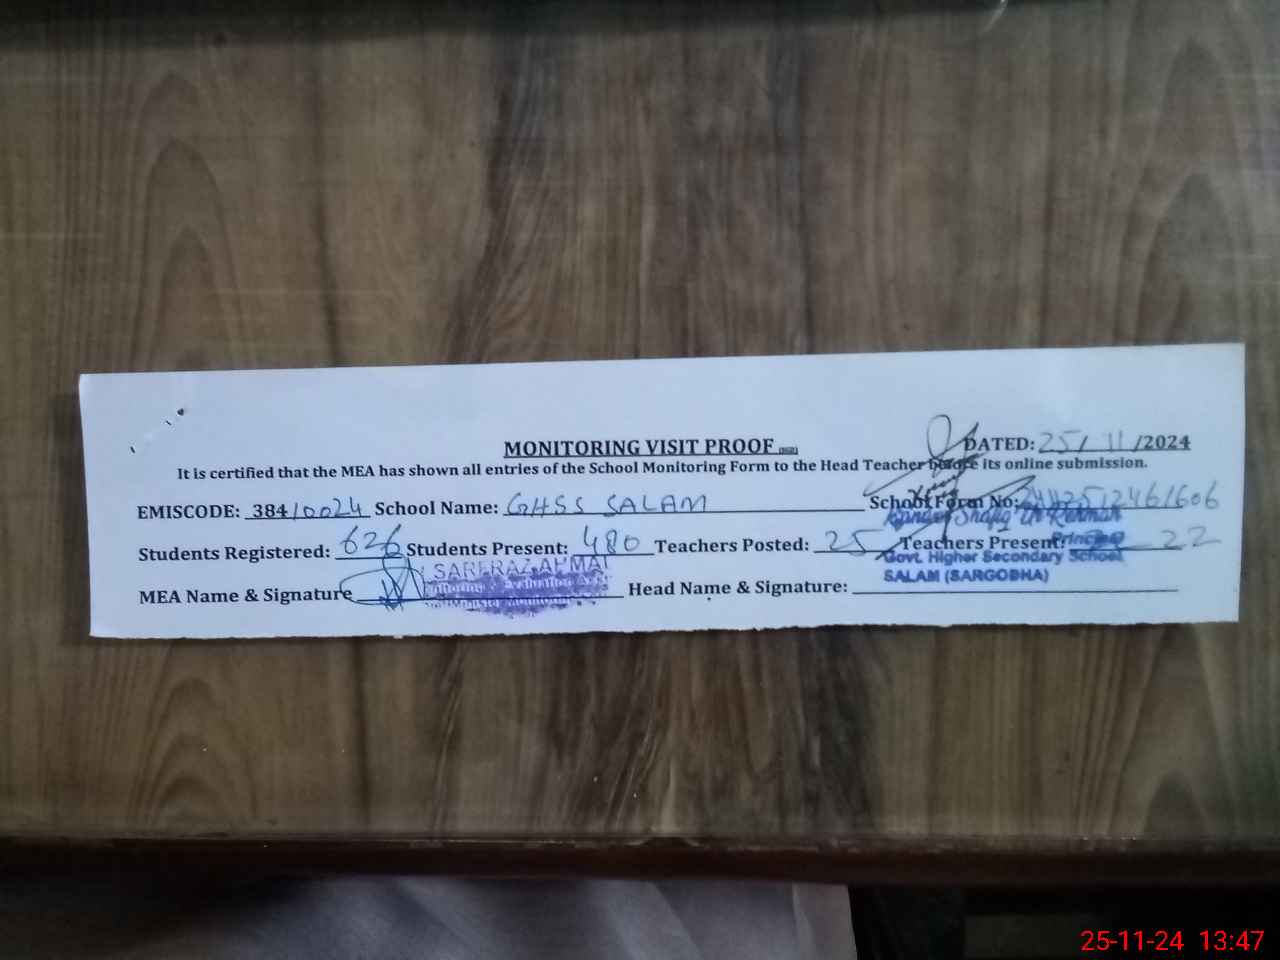 MONITORING VISIT PROOF
DATED: 25/11/2024
It is certified that the MEA has shown all entries of the School Monitoring Form to the Head Teacher before its online submission.
EMISCODE: 38410024 School Name: GHSS SALAM School Form No:
Students Registered: 626 Students Present: 480 Teachers Posted: 25 Teachers Present: 22
Principal
Govt. Higher Secondary School
SALAM (SARGODHA)
MEA Name & Signature SARFRAZ AHMAD Head Name & Signature:
25-11-24 13:47